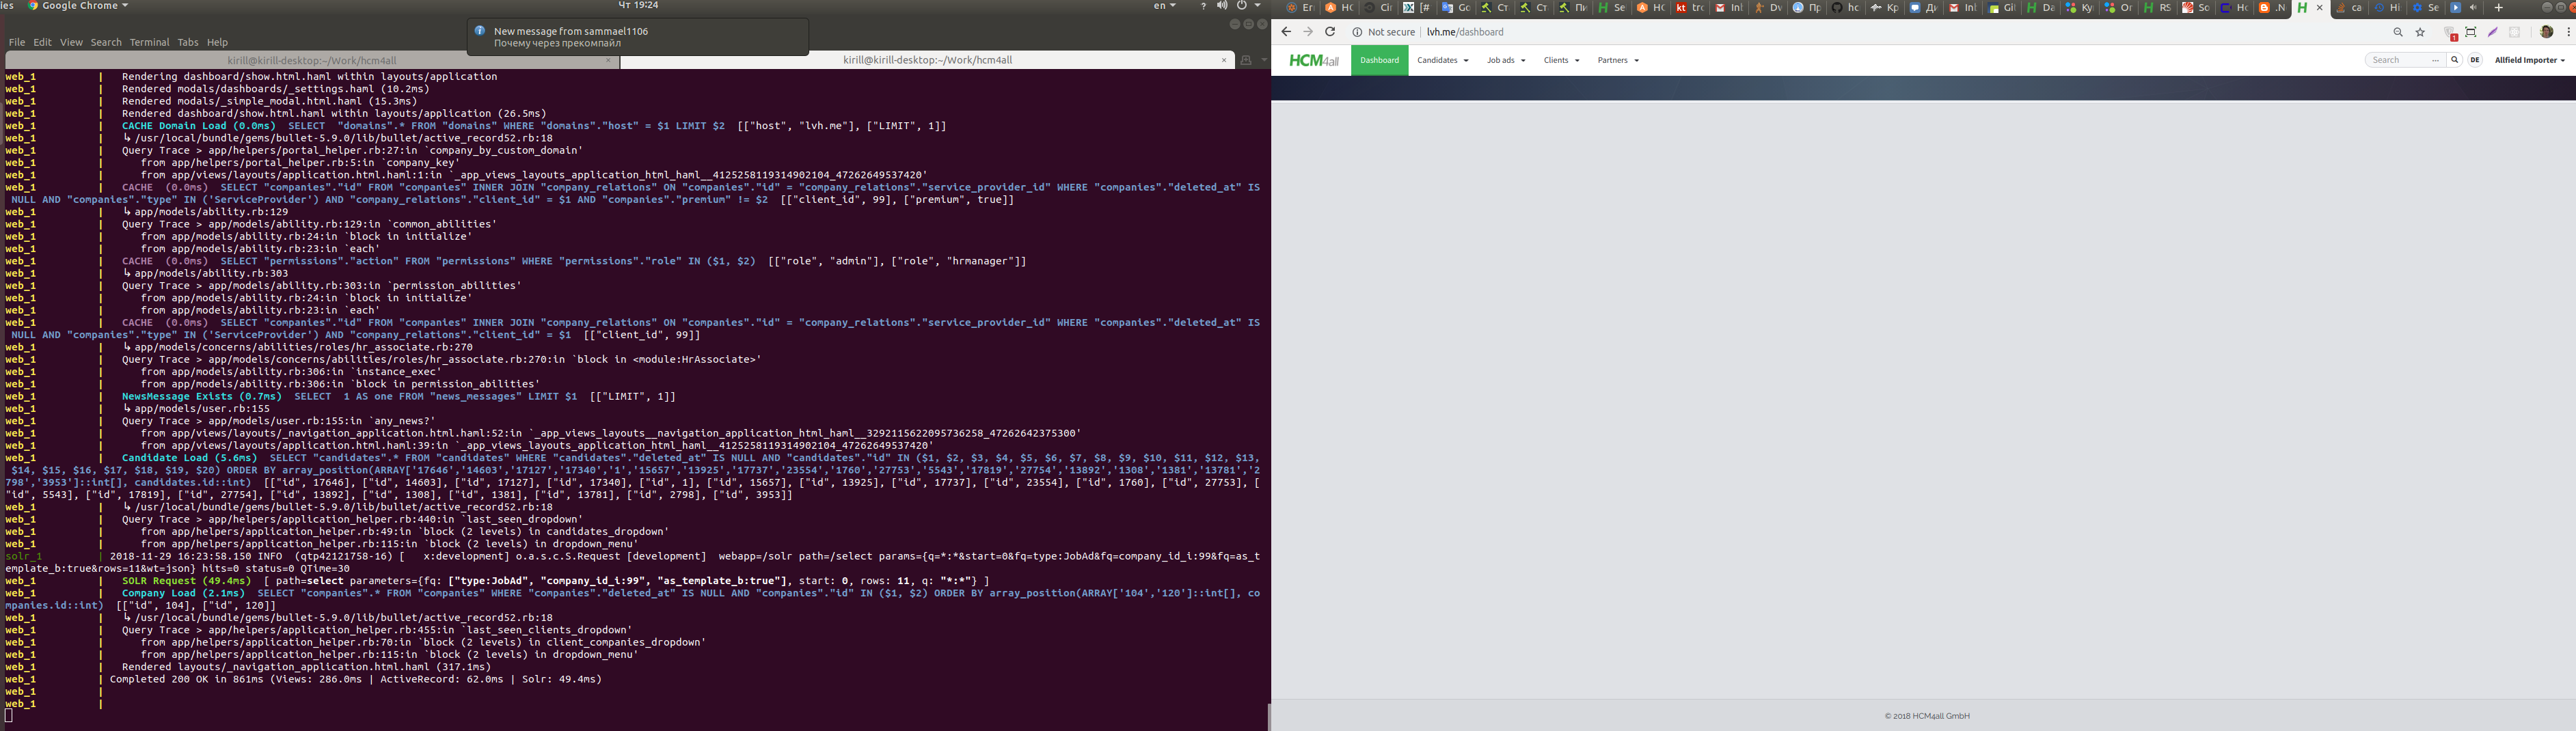 ies Google Chrome
Чт 19:24
en
New message from sammael1106
Почему через прекомпайл
File Edit View Search Terminal Tabs Help
kirill@kirill-desktop:~/Work/hcm4all × kirill@kirill-desktop:~/Work/hcm4all ×
web_1 | Rendering dashboard/show.html.haml within layouts/application
web_1 | Rendered modals/dashboards/_settings.haml (10.2ms)
web_1 | Rendered modals/_simple_modal.html.haml (15.3ms)
web_1 | Rendered dashboard/show.html.haml within layouts/application (26.5ms)
web_1 | CACHE Domain Load (0.0ms) SELECT "domains".* FROM "domains" WHERE "domains"."host" = $1 LIMIT $2 [["host", "lvh.me"], ["LIMIT", 1]]
web_1 | ↳ /usr/local/bundle/gems/bullet-5.9.0/lib/bullet/active_record52.rb:18
web_1 | Query Trace > app/helpers/portal_helper.rb:27:in `company_by_custom_domain'
web_1 | from app/helpers/portal_helper.rb:5:in `company_key'
web_1 | from app/views/layouts/application.html.haml:1:in `_app_views_layouts_application_html_haml__4125258119314902104_47262649537420'
web_1 | CACHE (0.0ms) SELECT "companies"."id" FROM "companies" INNER JOIN "company_relations" ON "companies"."id" = "company_relations"."service_provider_id" WHERE "companies"."deleted_at" IS
NULL AND "companies"."type" IN ('ServiceProvider') AND "company_relations"."client_id" = $1 AND "companies"."premium" != $2 [["client_id", 99], ["premium", true]]
web_1 | ↳ app/models/ability.rb:129
web_1 | Query Trace > app/models/ability.rb:129:in `common_abilities'
web_1 | from app/models/ability.rb:24:in `block in initialize'
web_1 | from app/models/ability.rb:23:in `each'
web_1 | CACHE (0.0ms) SELECT "permissions"."action" FROM "permissions" WHERE "permissions"."role" IN ($1, $2) [["role", "admin"], ["role", "hrmanager"]]
web_1 | ↳ app/models/ability.rb:303
web_1 | Query Trace > app/models/ability.rb:303:in `permission_abilities'
web_1 | from app/models/ability.rb:24:in `block in initialize'
web_1 | from app/models/ability.rb:23:in `each'
web_1 | CACHE (0.0ms) SELECT "companies"."id" FROM "companies" INNER JOIN "company_relations" ON "companies"."id" = "company_relations"."service_provider_id" WHERE "companies"."deleted_at" IS
NULL AND "companies"."type" IN ('ServiceProvider') AND "company_relations"."client_id" = $1 [["client_id", 99]]
web_1 | ↳ app/models/concerns/abilities/roles/hr_associate.rb:270
web_1 | Query Trace > app/models/concerns/abilities/roles/hr_associate.rb:270:in `block in <module:HrAssociate>'
web_1 | from app/models/ability.rb:306:in `instance_exec'
web_1 | from app/models/ability.rb:306:in `block in permission_abilities'
web_1 | NewsMessage Exists (0.7ms) SELECT 1 AS one FROM "news_messages" LIMIT $1 [["LIMIT", 1]]
web_1 | ↳ app/models/user.rb:155
web_1 | Query Trace > app/models/user.rb:155:in `any_news?'
web_1 | from app/views/layouts/_navigation_application.html.haml:52:in `_app_views_layouts__navigation_application_html_haml__3292115622095736258_47262642375300'
web_1 | from app/views/layouts/application.html.haml:39:in `_app_views_layouts_application_html_haml__4125258119314902104_47262649537420'
web_1 | Candidate Load (5.6ms) SELECT "candidates".* FROM "candidates" WHERE "candidates"."deleted_at" IS NULL AND "candidates"."id" IN ($1, $2, $3, $4, $5, $6, $7, $8, $9, $10, $11, $12, $13,
$14, $15, $16, $17, $18, $19, $20) ORDER BY array_position(ARRAY['17646','14603','17127','17340','1','15657','13925','17737','23554','1760','27753','5543','17819','27754','13892','1308','1381','13781','2
798','3953']::int[], candidates.id::int) [["id", 17646], ["id", 14603], ["id", 17127], ["id", 17340], ["id", 1], ["id", 15657], ["id", 13925], ["id", 17737], ["id", 23554], ["id", 1760], ["id", 27753], [
"id", 5543], ["id", 17819], ["id", 27754], ["id", 13892], ["id", 1308], ["id", 1381], ["id", 13781], ["id", 2798], ["id", 3953]]
web_1 | ↳ /usr/local/bundle/gems/bullet-5.9.0/lib/bullet/active_record52.rb:18
web_1 | Query Trace > app/helpers/application_helper.rb:440:in `last_seen_dropdown'
web_1 | from app/helpers/application_helper.rb:49:in `block (2 levels) in candidates_dropdown'
web_1 | from app/helpers/application_helper.rb:115:in `block (2 levels) in dropdown_menu'
solr_1 | 2018-11-29 16:23:58.150 INFO (qtp42121758-16) [ x:development] o.a.s.c.S.Request [development] webapp=/solr path=/select params={q=*:*&start=0&fq=type:JobAd&fq=company_id_i:99&fq=as_t
emplate_b:true&rows=11&wt=json} hits=0 status=0 QTime=30
web_1 | SOLR Request (49.4ms) [ path=select parameters={fq: ["type:JobAd", "company_id_i:99", "as_template_b:true"], start: 0, rows: 11, q: "*:*"} ]
web_1 | Company Load (2.1ms) SELECT "companies".* FROM "companies" WHERE "companies"."deleted_at" IS NULL AND "companies"."id" IN ($1, $2) ORDER BY array_position(ARRAY['104','120']::int[], co
mpanies.id::int) [["id", 104], ["id", 120]]
web_1 | ↳ /usr/local/bundle/gems/bullet-5.9.0/lib/bullet/active_record52.rb:18
web_1 | Query Trace > app/helpers/application_helper.rb:455:in `last_seen_clients_dropdown'
web_1 | from app/helpers/application_helper.rb:70:in `block (2 levels) in client_companies_dropdown'
web_1 | from app/helpers/application_helper.rb:115:in `block (2 levels) in dropdown_menu'
web_1 | Rendered layouts/_navigation_application.html.haml (317.1ms)
web_1 | Completed 200 OK in 861ms (Views: 286.0ms | ActiveRecord: 62.0ms | Solr: 49.4ms)
web_1 |
web_1 |
Not secure | lvh.me/dashboard
HCM4all Dashboard Candidates Job ads Clients Partners Search DE Allfield Importer
© 2018 HCM4all GmbH